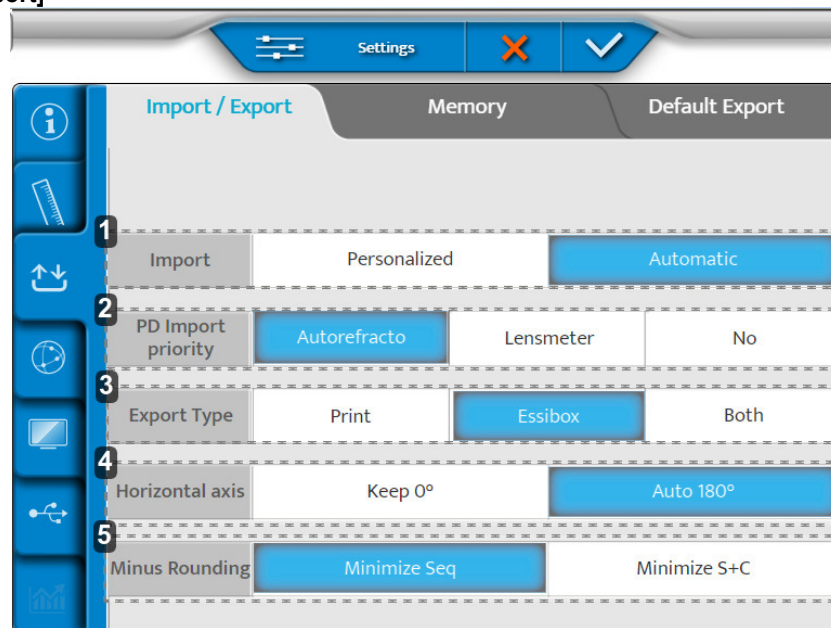 ort]
Settings
Import / Export Memory Default Export
1
Import Personalized Automatic
2
PD Import
priority Autorefracto Lensmeter No
3
Export Type Print Essibox Both
4
Horizontal axis Keep 0° Auto 180°
5
Minus Rounding Minimize Seq Minimize S+C